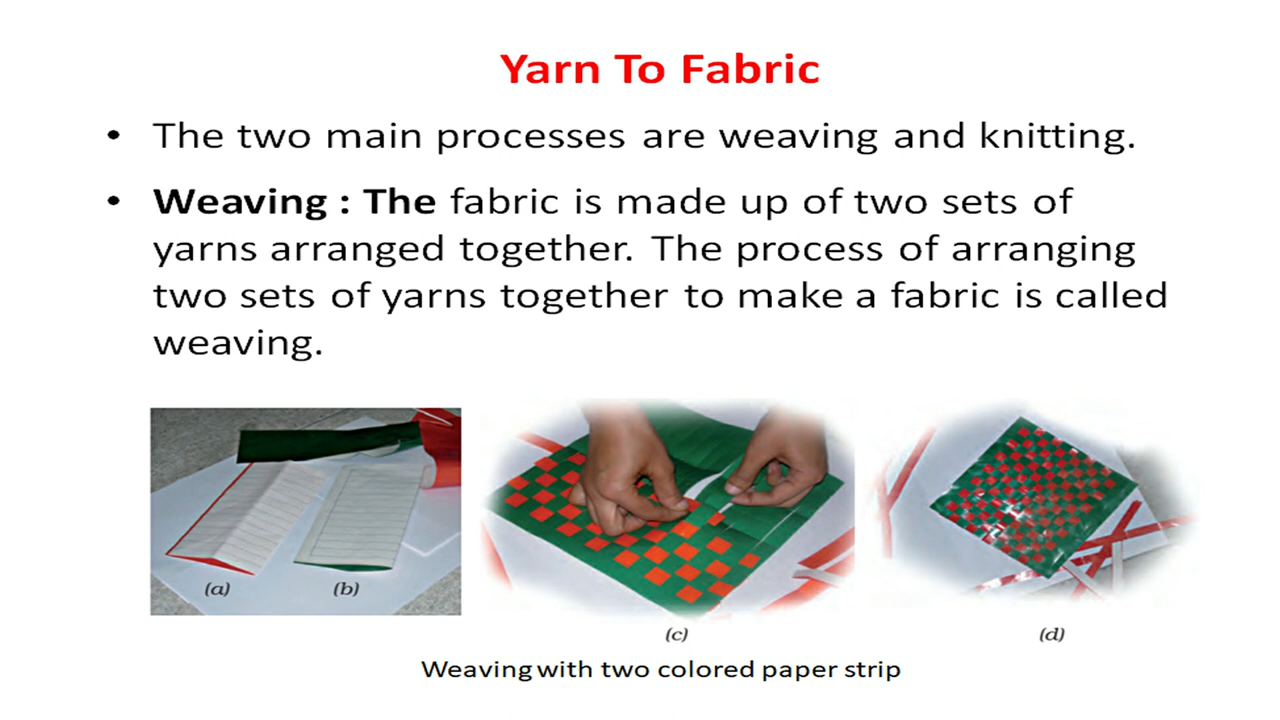 Yarn To Fabric
• The two main processes are weaving and knitting.
• Weaving : The fabric is made up of two sets of
yarns arranged together. The process of arranging
two sets of yarns together to make a fabric is called
weaving.
(a) (b)
(c) (d)
Weaving with two colored paper strip